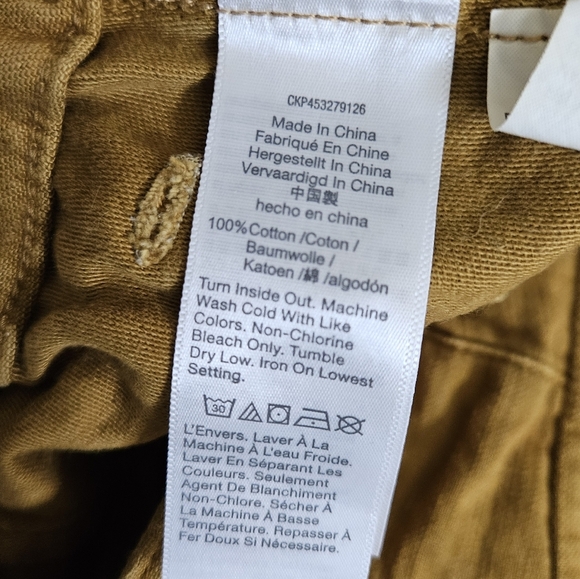 CKP453279126
Made In China
Fabriqué En Chine
Hergestellt In China
Vervaardigd In China
中国製
hecho en china
100%Cotton /Coton /
Baumwolle /
Katoen /綿 /algodón
Turn Inside Out. Machine
Wash Cold With Like
Colors. Non-Chlorine
Bleach Only. Tumble
Dry Low. Iron On Lowest
Setting.
30
L'Envers. Laver À La
Machine À L'eau Froide.
Laver En Séparant Les
Couleurs. Seulement
Agent De Blanchiment
Non-Chlore. Sécher À
La Machine À Basse
Température. Repasser À
Fer Doux Si Nécessaire.